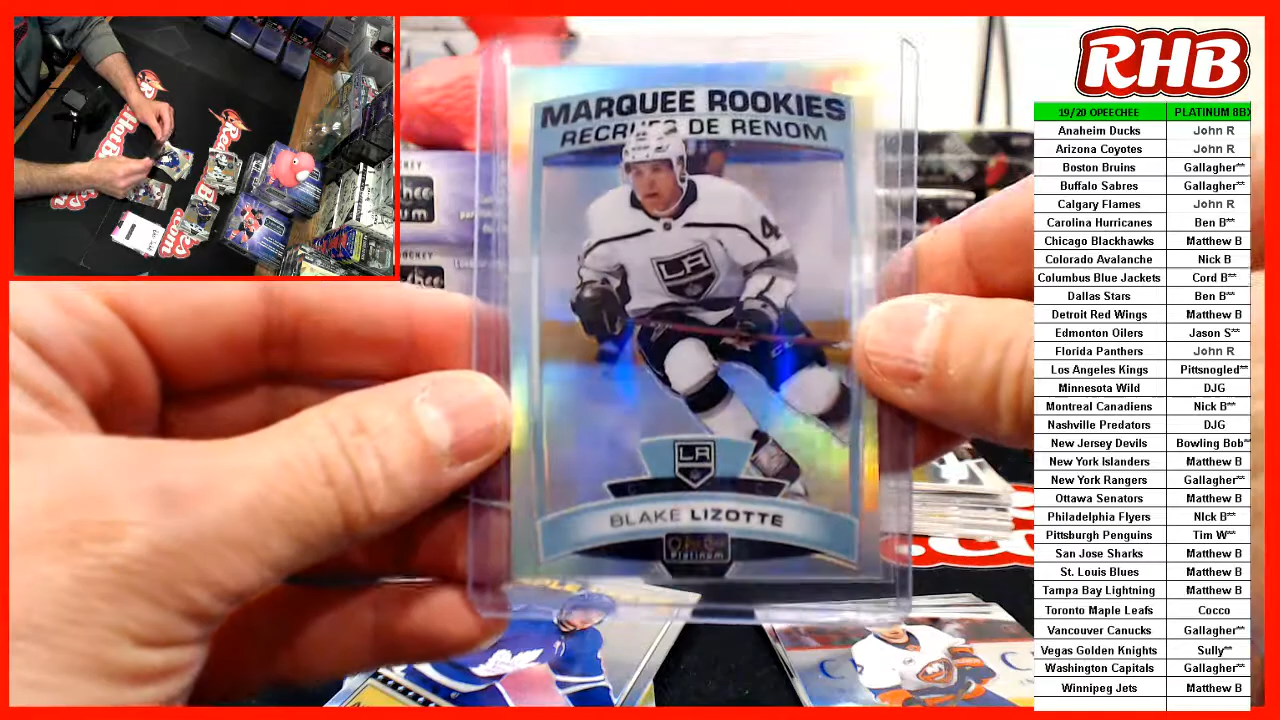 MARQUEE ROOKIES
RECRUES DE RENOM
LA
LA
BLAKE LIZOTTE
O-Pee-Chee
Platinum
RHB
19/20 OPEECHEE PLATINUM 8BX
Anaheim Ducks John R
Arizona Coyotes John R
Boston Bruins Gallagher**
Buffalo Sabres Gallagher**
Calgary Flames John R
Carolina Hurricanes Ben B**
Chicago Blackhawks Matthew B
Colorado Avalanche Nick B
Columbus Blue Jackets Cord B**
Dallas Stars Ben B**
Detroit Red Wings Matthew B
Edmonton Oilers Jason S**
Florida Panthers John R
Los Angeles Kings Pittsnogled**
Minnesota Wild DJG
Montreal Canadiens Nick B**
Nashville Predators DJG
New Jersey Devils Bowling Bob**
New York Islanders Matthew B
New York Rangers Gallagher**
Ottawa Senators Matthew B
Philadelphia Flyers NIck B**
Pittsburgh Penguins Tim W**
San Jose Sharks Matthew B
St. Louis Blues Matthew B
Tampa Bay Lightning Matthew B
Toronto Maple Leafs Cocco
Vancouver Canucks Gallagher**
Vegas Golden Knights Sully**
Washington Capitals Gallagher**
Winnipeg Jets Matthew B